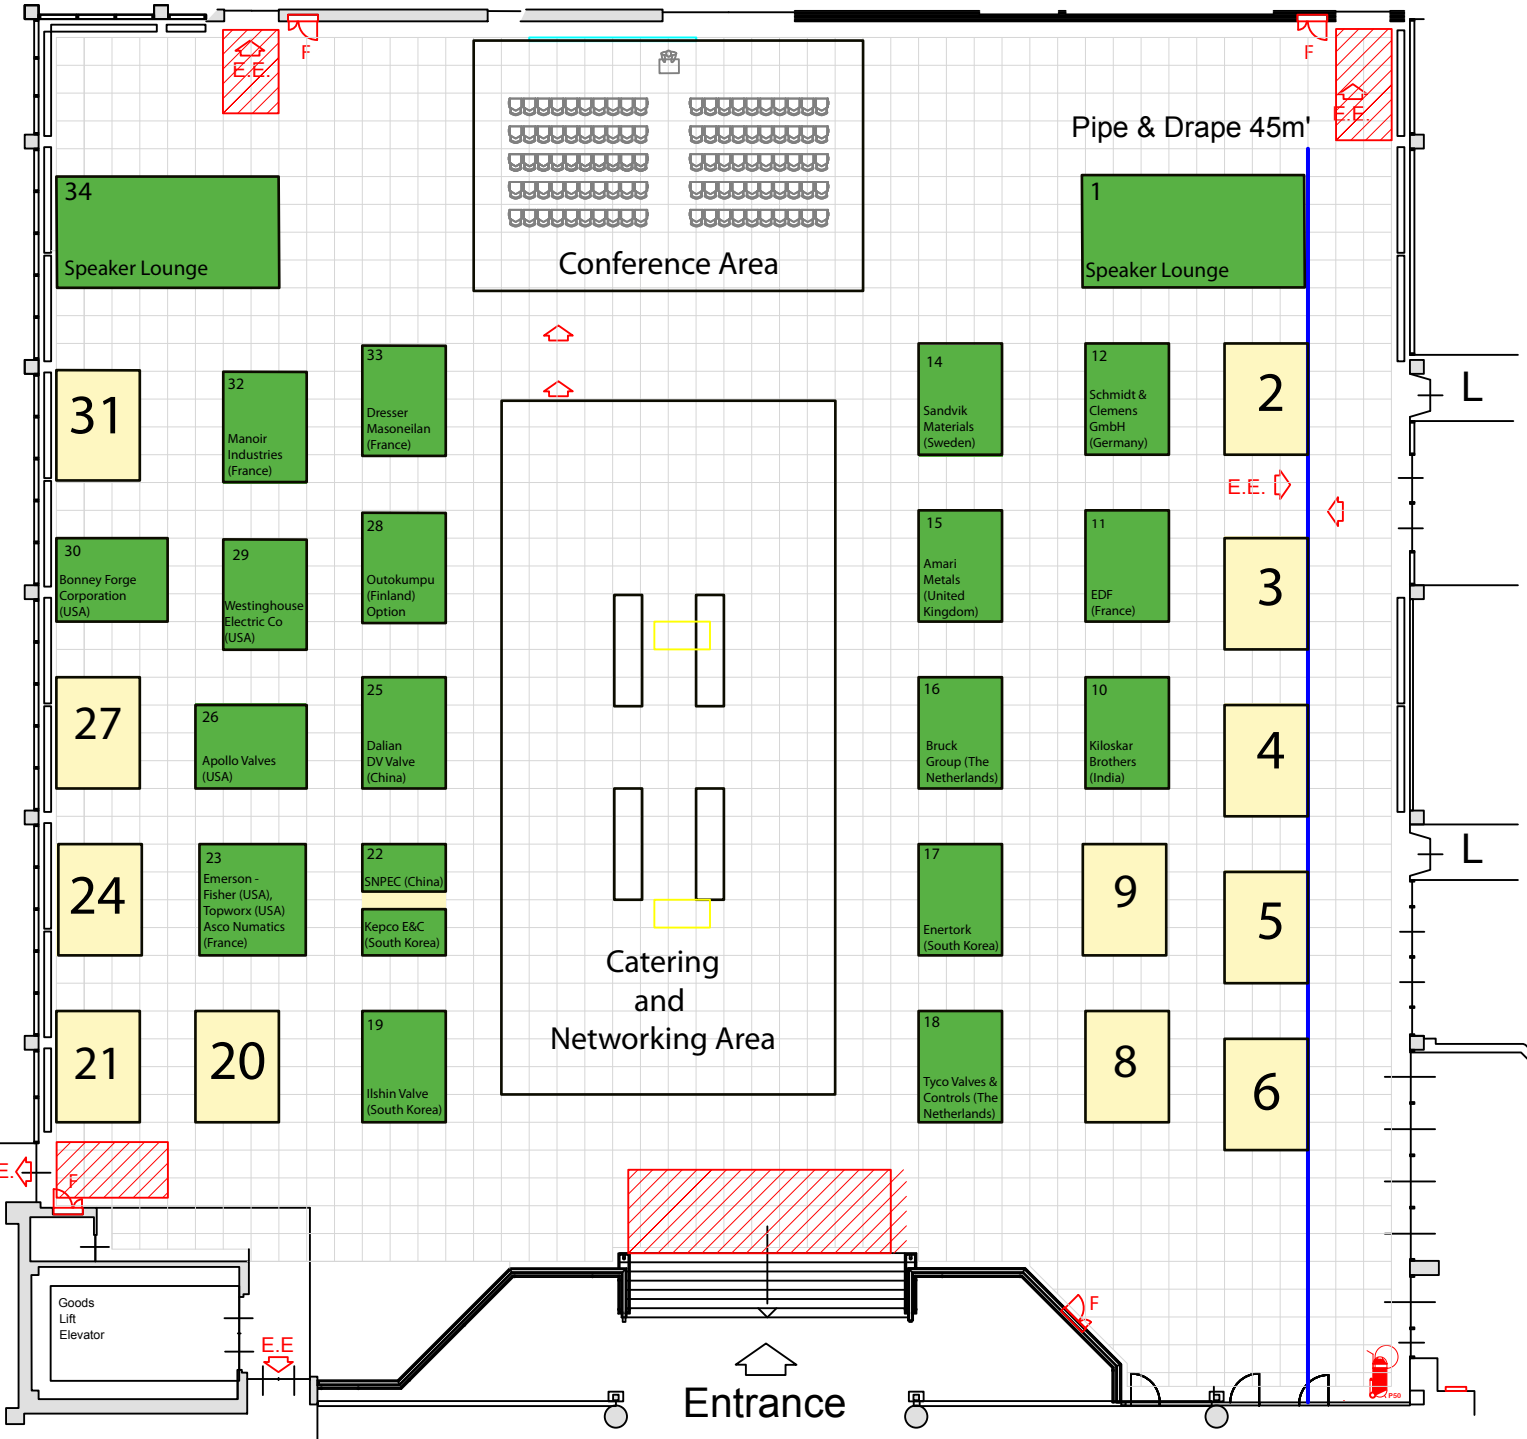 F
E.E.
F
E.E.
Pipe & Drape 45m'
34
Speaker Lounge
Conference Area
1
Speaker Lounge
31
32
Manoir
Industries
(France)
33
Dresser
Masoneilan
(France)
14
Sandvik
Materials
(Sweden)
12
Schmidt &
Clemens
GmbH
(Germany)
2
L
E.E.
30
Bonney Forge
Corporation
(USA)
29
Westinghouse
Electric Co
(USA)
28
Outokumpu
(Finland)
Option
15
Amari
Metals
(United
Kingdom)
11
EDF
(France)
3
27
26
Apollo Valves
(USA)
25
Dalian
DV Valve
(China)
16
Bruck
Group (The
Netherlands)
10
Kiloskar
Brothers
(India)
4
24
23
Emerson -
Fisher (USA),
Topworx (USA)
Asco Numatics
(France)
22
SNPEC (China)
Kepco E&C
(South Korea)
17
Enertork
(South Korea)
9
5
L
Catering
and
Networking Area
21
20
19
Ilshin Valve
(South Korea)
18
Tyco Valves &
Controls (The
Netherlands)
8
6
E.
F
Goods
Lift
Elevator
E.E
F
P50
Entrance